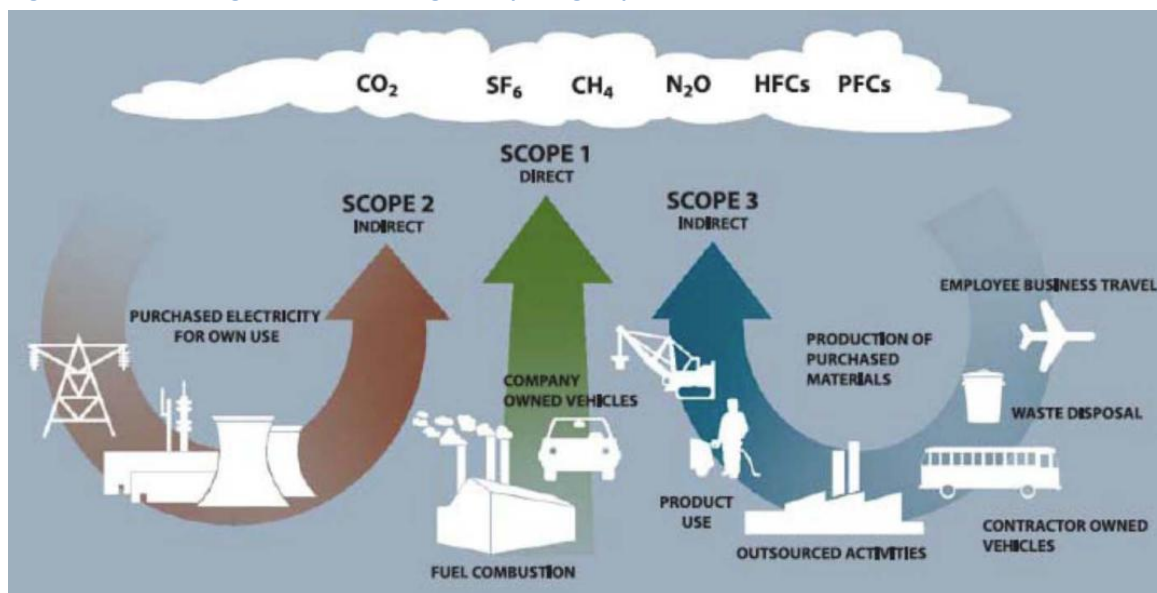 CO₂ SF₆ CH₄ N₂O HFCs PFCs
SCOPE 1
DIRECT
SCOPE 2
INDIRECT
SCOPE 3
INDIRECT
PURCHASED ELECTRICITY
FOR OWN USE
COMPANY
OWNED VEHICLES
FUEL COMBUSTION
EMPLOYEE BUSINESS TRAVEL
PRODUCTION OF
PURCHASED
MATERIALS
WASTE DISPOSAL
PRODUCT
USE
OUTSOURCED ACTIVITIES
CONTRACTOR OWNED
VEHICLES